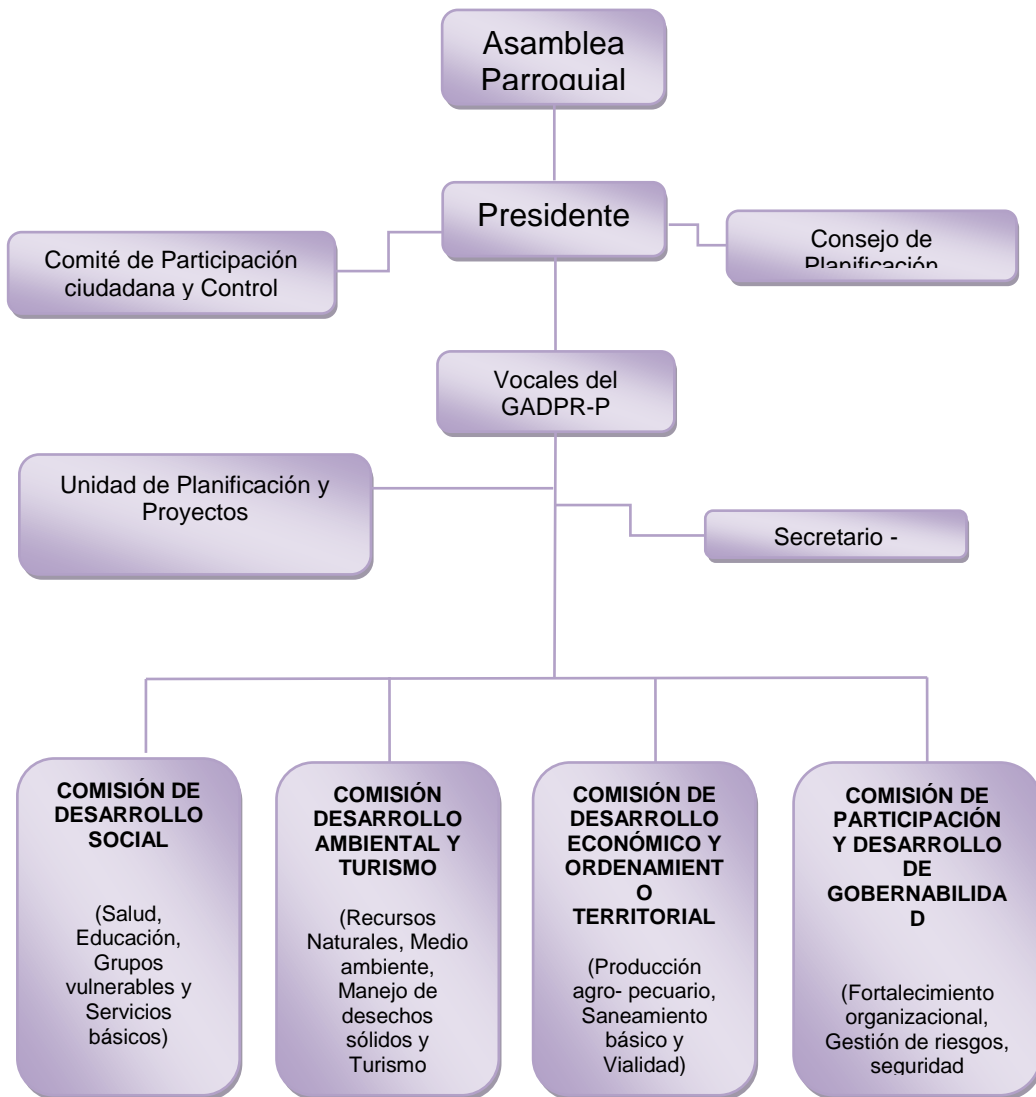 Asamblea
Parroquial
Presidente
Comité de Participación
ciudadana y Control
Consejo de
Planificación
Vocales del
GADPR-P
Unidad de Planificación y
Proyectos
Secretario -
COMISIÓN DE
DESARROLLO
SOCIAL
(Salud,
Educación,
Grupos
vulnerables y
Servicios
básicos)
COMISIÓN
DESARROLLO
AMBIENTAL Y
TURISMO
(Recursos
Naturales, Medio
ambiente,
Manejo de
desechos
sólidos y
Turismo
COMISIÓN DE
DESARROLLO
ECONÓMICO Y
ORDENAMIENT
O
TERRITORIAL
(Producción
agro- pecuario,
Saneamiento
básico y
Vialidad)
COMISIÓN DE
PARTICIPACIÓN
Y DESARROLLO
DE
GOBERNABILIDA
D
(Fortalecimiento
organizacional,
Gestión de riesgos,
seguridad